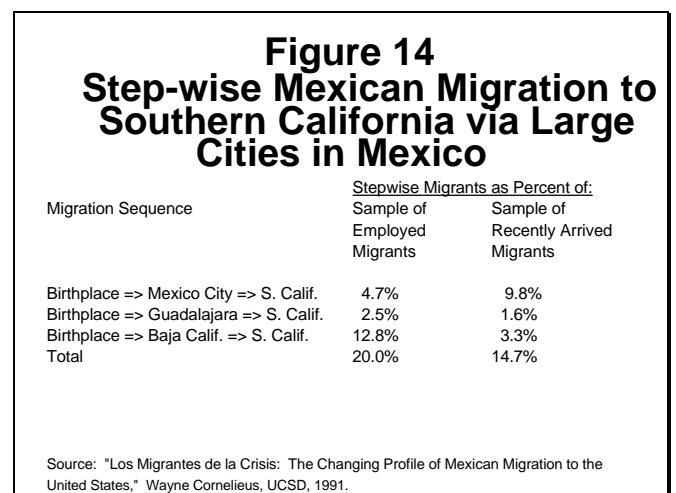 Figure 14
Step-wise Mexican Migration to
Southern California via Large
Cities in Mexico
Stepwise Migrants as Percent of:
Migration Sequence Sample of Sample of
Employed Recently Arrived
Migrants Migrants
Birthplace => Mexico City => S. Calif. 4.7% 9.8%
Birthplace => Guadalajara => S. Calif. 2.5% 1.6%
Birthplace => Baja Calif. => S. Calif. 12.8% 3.3%
Total 20.0% 14.7%
Source: "Los Migrantes de la Crisis: The Changing Profile of Mexican Migration to the
United States," Wayne Cornelieus, UCSD, 1991.